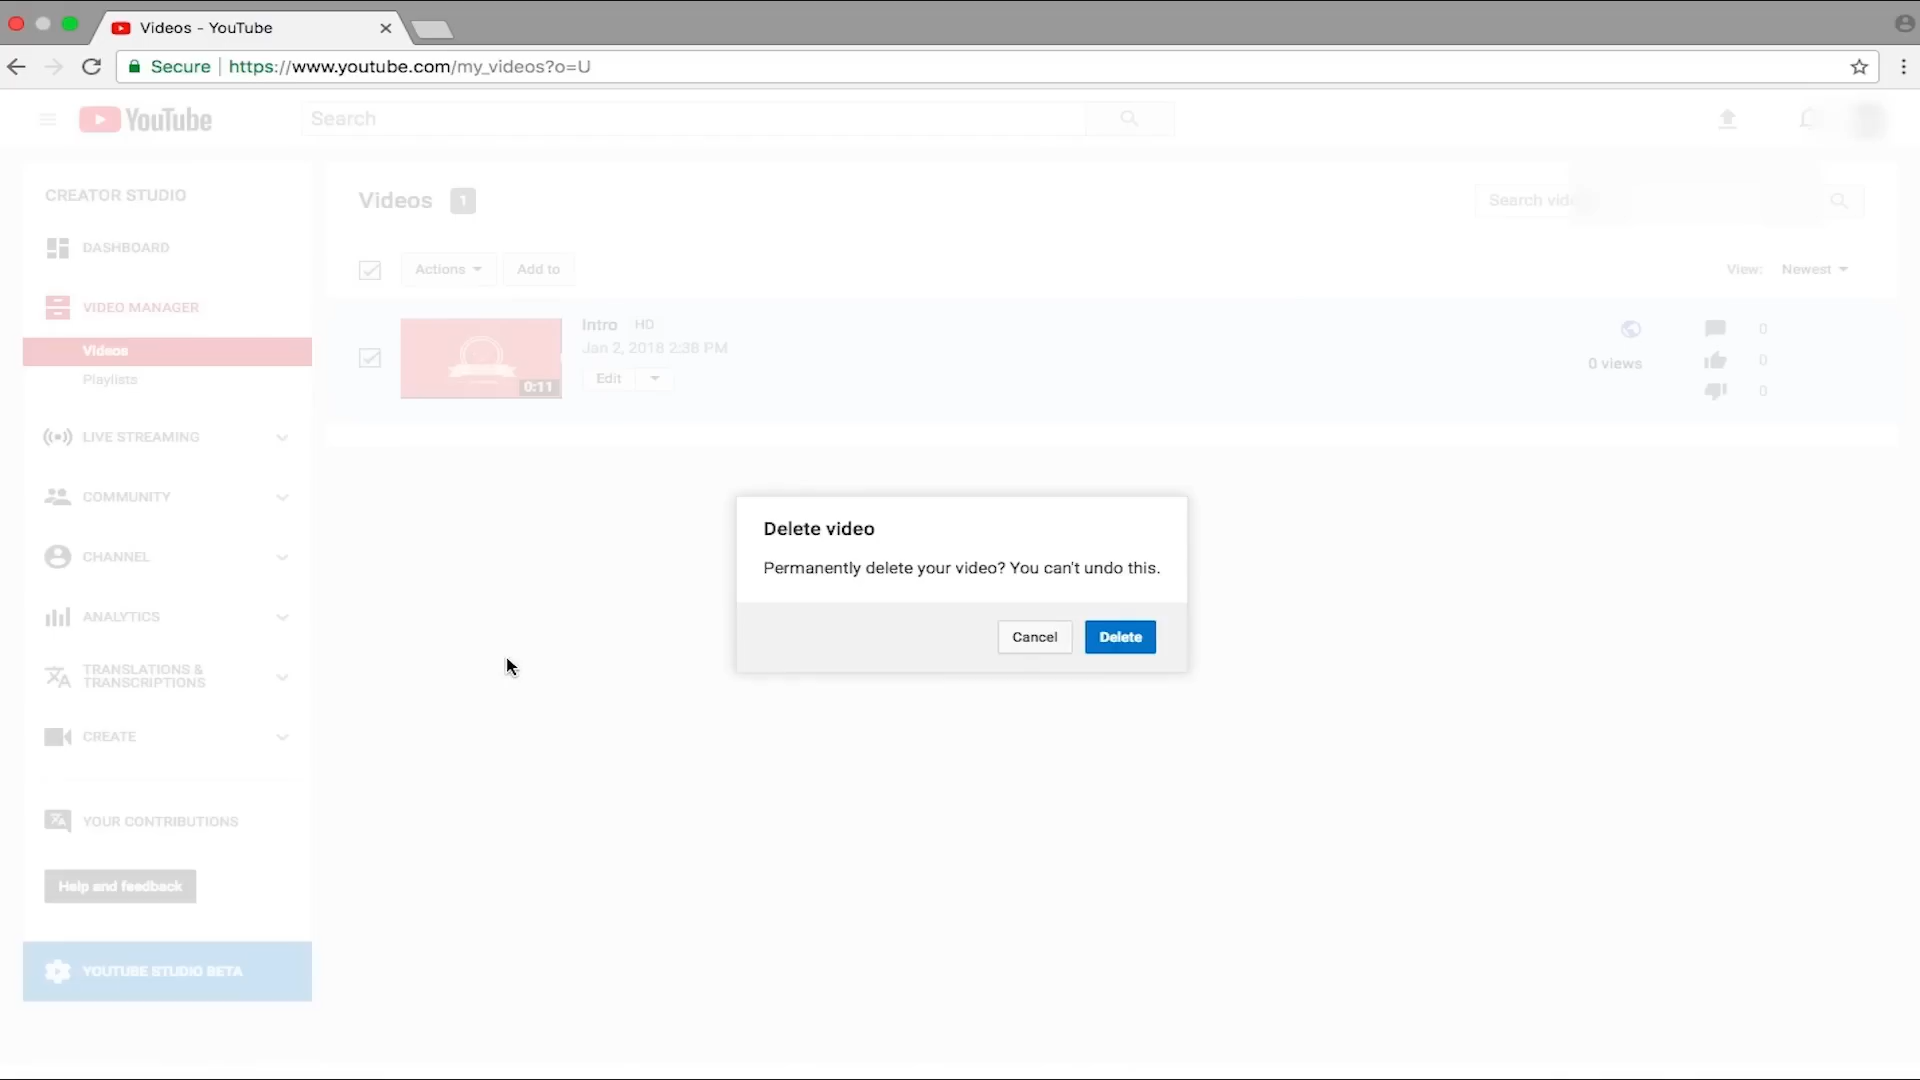 Videos - YouTube
Secure https://www.youtube.com/my_videos?o=U
YouTube
Search
CREATOR STUDIO
DASHBOARD
VIDEO MANAGER
Videos
Playlists
LIVE STREAMING
COMMUNITY
CHANNEL
ANALYTICS
TRANSLATIONS &
TRANSCRIPTIONS
CREATE
YOUR CONTRIBUTIONS
Help and feedback
YOUTUBE STUDIO BETA
Videos 1
Search
Actions Add to
View: Newest
Intro HD
Jan 2, 2018 2:38 PM
Edit
0:11
0 views
0
0
0
Delete video
Permanently delete your video? You can't undo this.
Cancel Delete